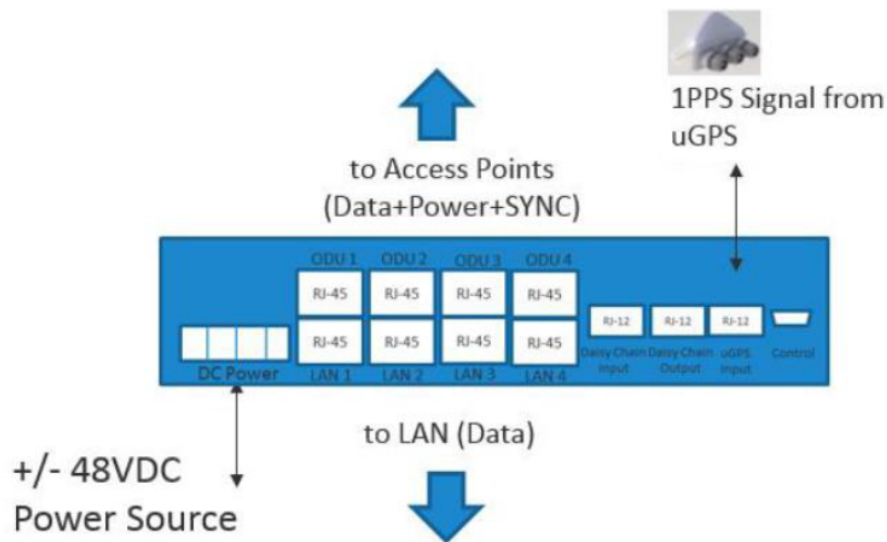 1PPS Signal from
uGPS
to Access Points
(Data+Power+SYNC)
ODU 1 ODU 2 ODU 3 ODU 4
RJ-45 RJ-45 RJ-45 RJ-45
RJ-12 RJ-12 RJ-12
RJ-45 RJ-45 RJ-45 RJ-45
Daisy Chain Daisy Chain uGPS Control
Input Output Input
DC Power LAN 1 LAN 2 LAN 3 LAN 4
to LAN (Data)
+/- 48VDC
Power Source